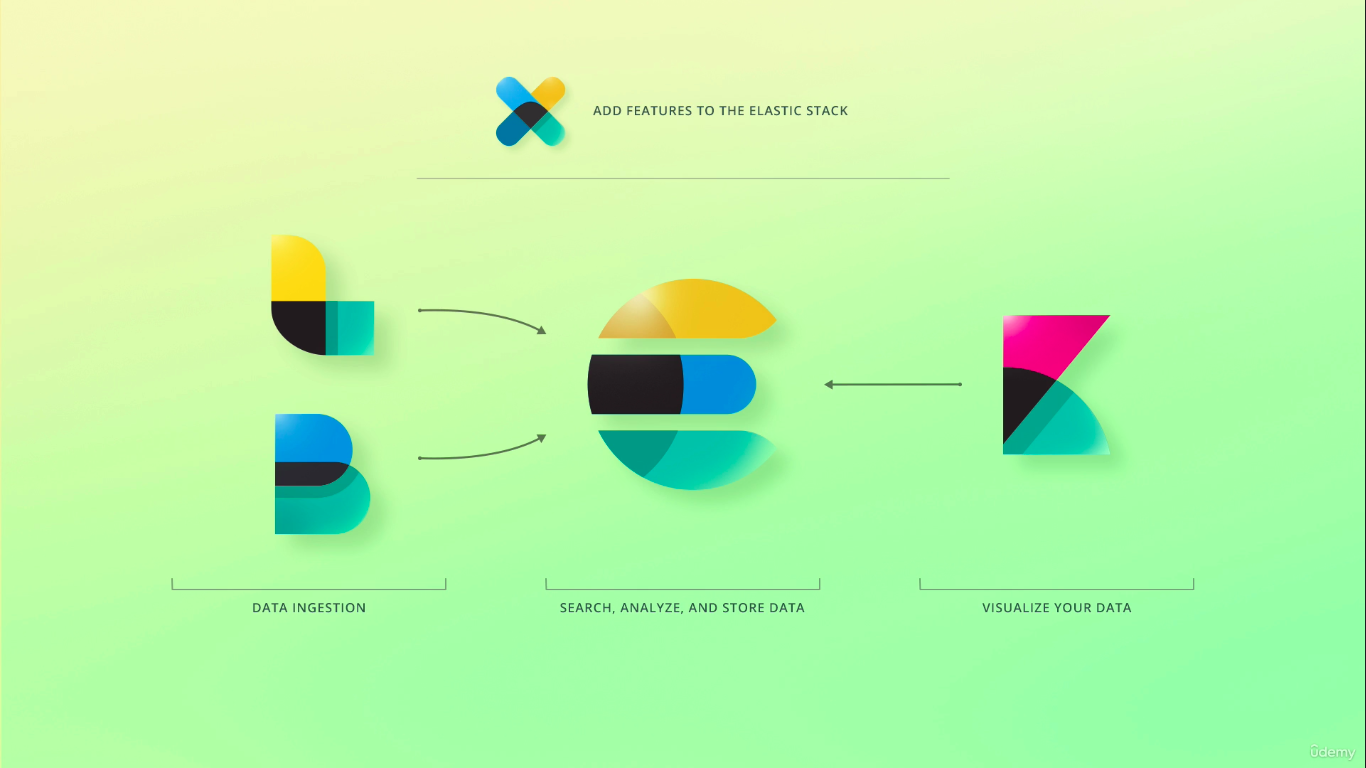 ADD FEATURES TO THE ELASTIC STACK
DATA INGESTION
SEARCH, ANALYZE, AND STORE DATA
VISUALIZE YOUR DATA
ûdemy